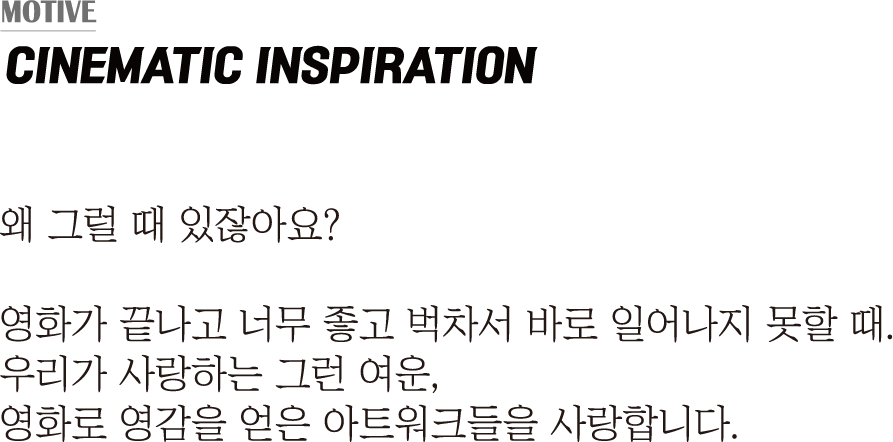 MOTIVE
CINEMATIC INSPIRATION
왜 그럴 때 있잖아요?
영화가 끝나고 너무 좋고 벅차서 바로 일어나지 못할 때.
우리가 사랑하는 그런 여운,
영화로 영감을 얻은 아트워크들을 사랑합니다.